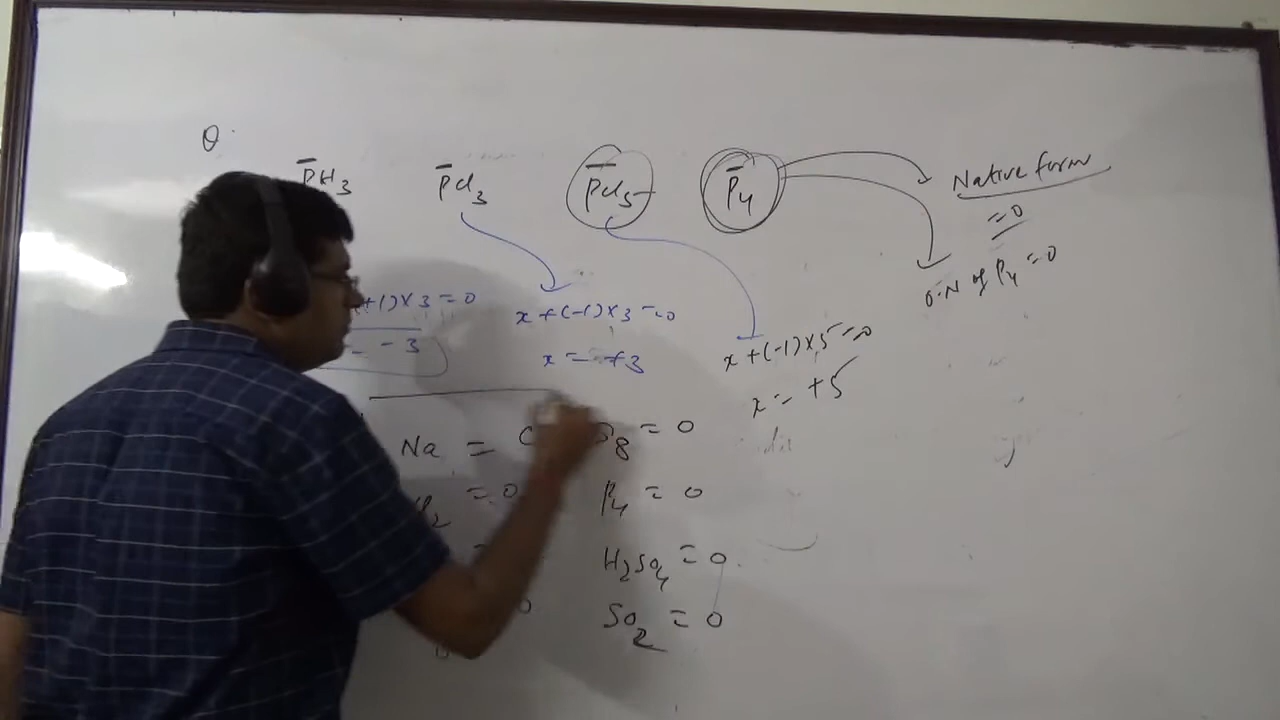 Q.
PH3 PCl3 PCl5 P4 Native form
= 0
O.N of P4 = 0
+1) x 3 = 0 x + (-1) x 3 = 0 x + (-1) x 5 = 0
= -3 x = +3 x = +5
Na = S8 = 0
= 0 P4 = 0
H2SO4 = 0
SO2 = 0